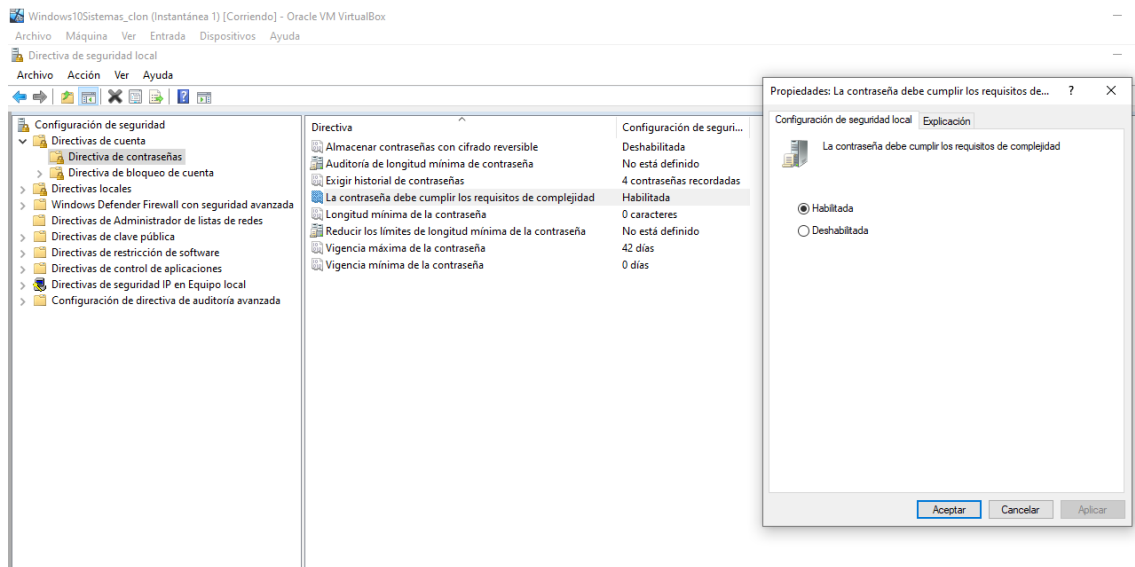 Windows10Sistemas_clon (Instantánea 1) [Corriendo] - Oracle VM VirtualBox
Archivo Máquina Ver Entrada Dispositivos Ayuda
Directiva de seguridad local
Archivo Acción Ver Ayuda
Configuración de seguridad
Directivas de cuenta
Directiva de contraseñas
Directiva de bloqueo de cuenta
Directivas locales
Windows Defender Firewall con seguridad avanzada
Directivas de Administrador de listas de redes
Directivas de clave pública
Directivas de restricción de software
Directivas de control de aplicaciones
Directivas de seguridad IP en Equipo local
Configuración de directiva de auditoría avanzada
Directiva Configuración de seguri...
Almacenar contraseñas con cifrado reversible Deshabilitada
Auditoría de longitud mínima de contraseña No está definido
Exigir historial de contraseñas 4 contraseñas recordadas
La contraseña debe cumplir los requisitos de complejidad Habilitada
Longitud mínima de la contraseña 0 caracteres
Reducir los límites de longitud mínima de la contraseña No está definido
Vigencia máxima de la contraseña 42 días
Vigencia mínima de la contraseña 0 días
Propiedades: La contraseña debe cumplir los requisitos de... ?
Configuración de seguridad local Explicación
La contraseña debe cumplir los requisitos de complejidad
Habilitada
Deshabilitada
Aceptar Cancelar Aplicar